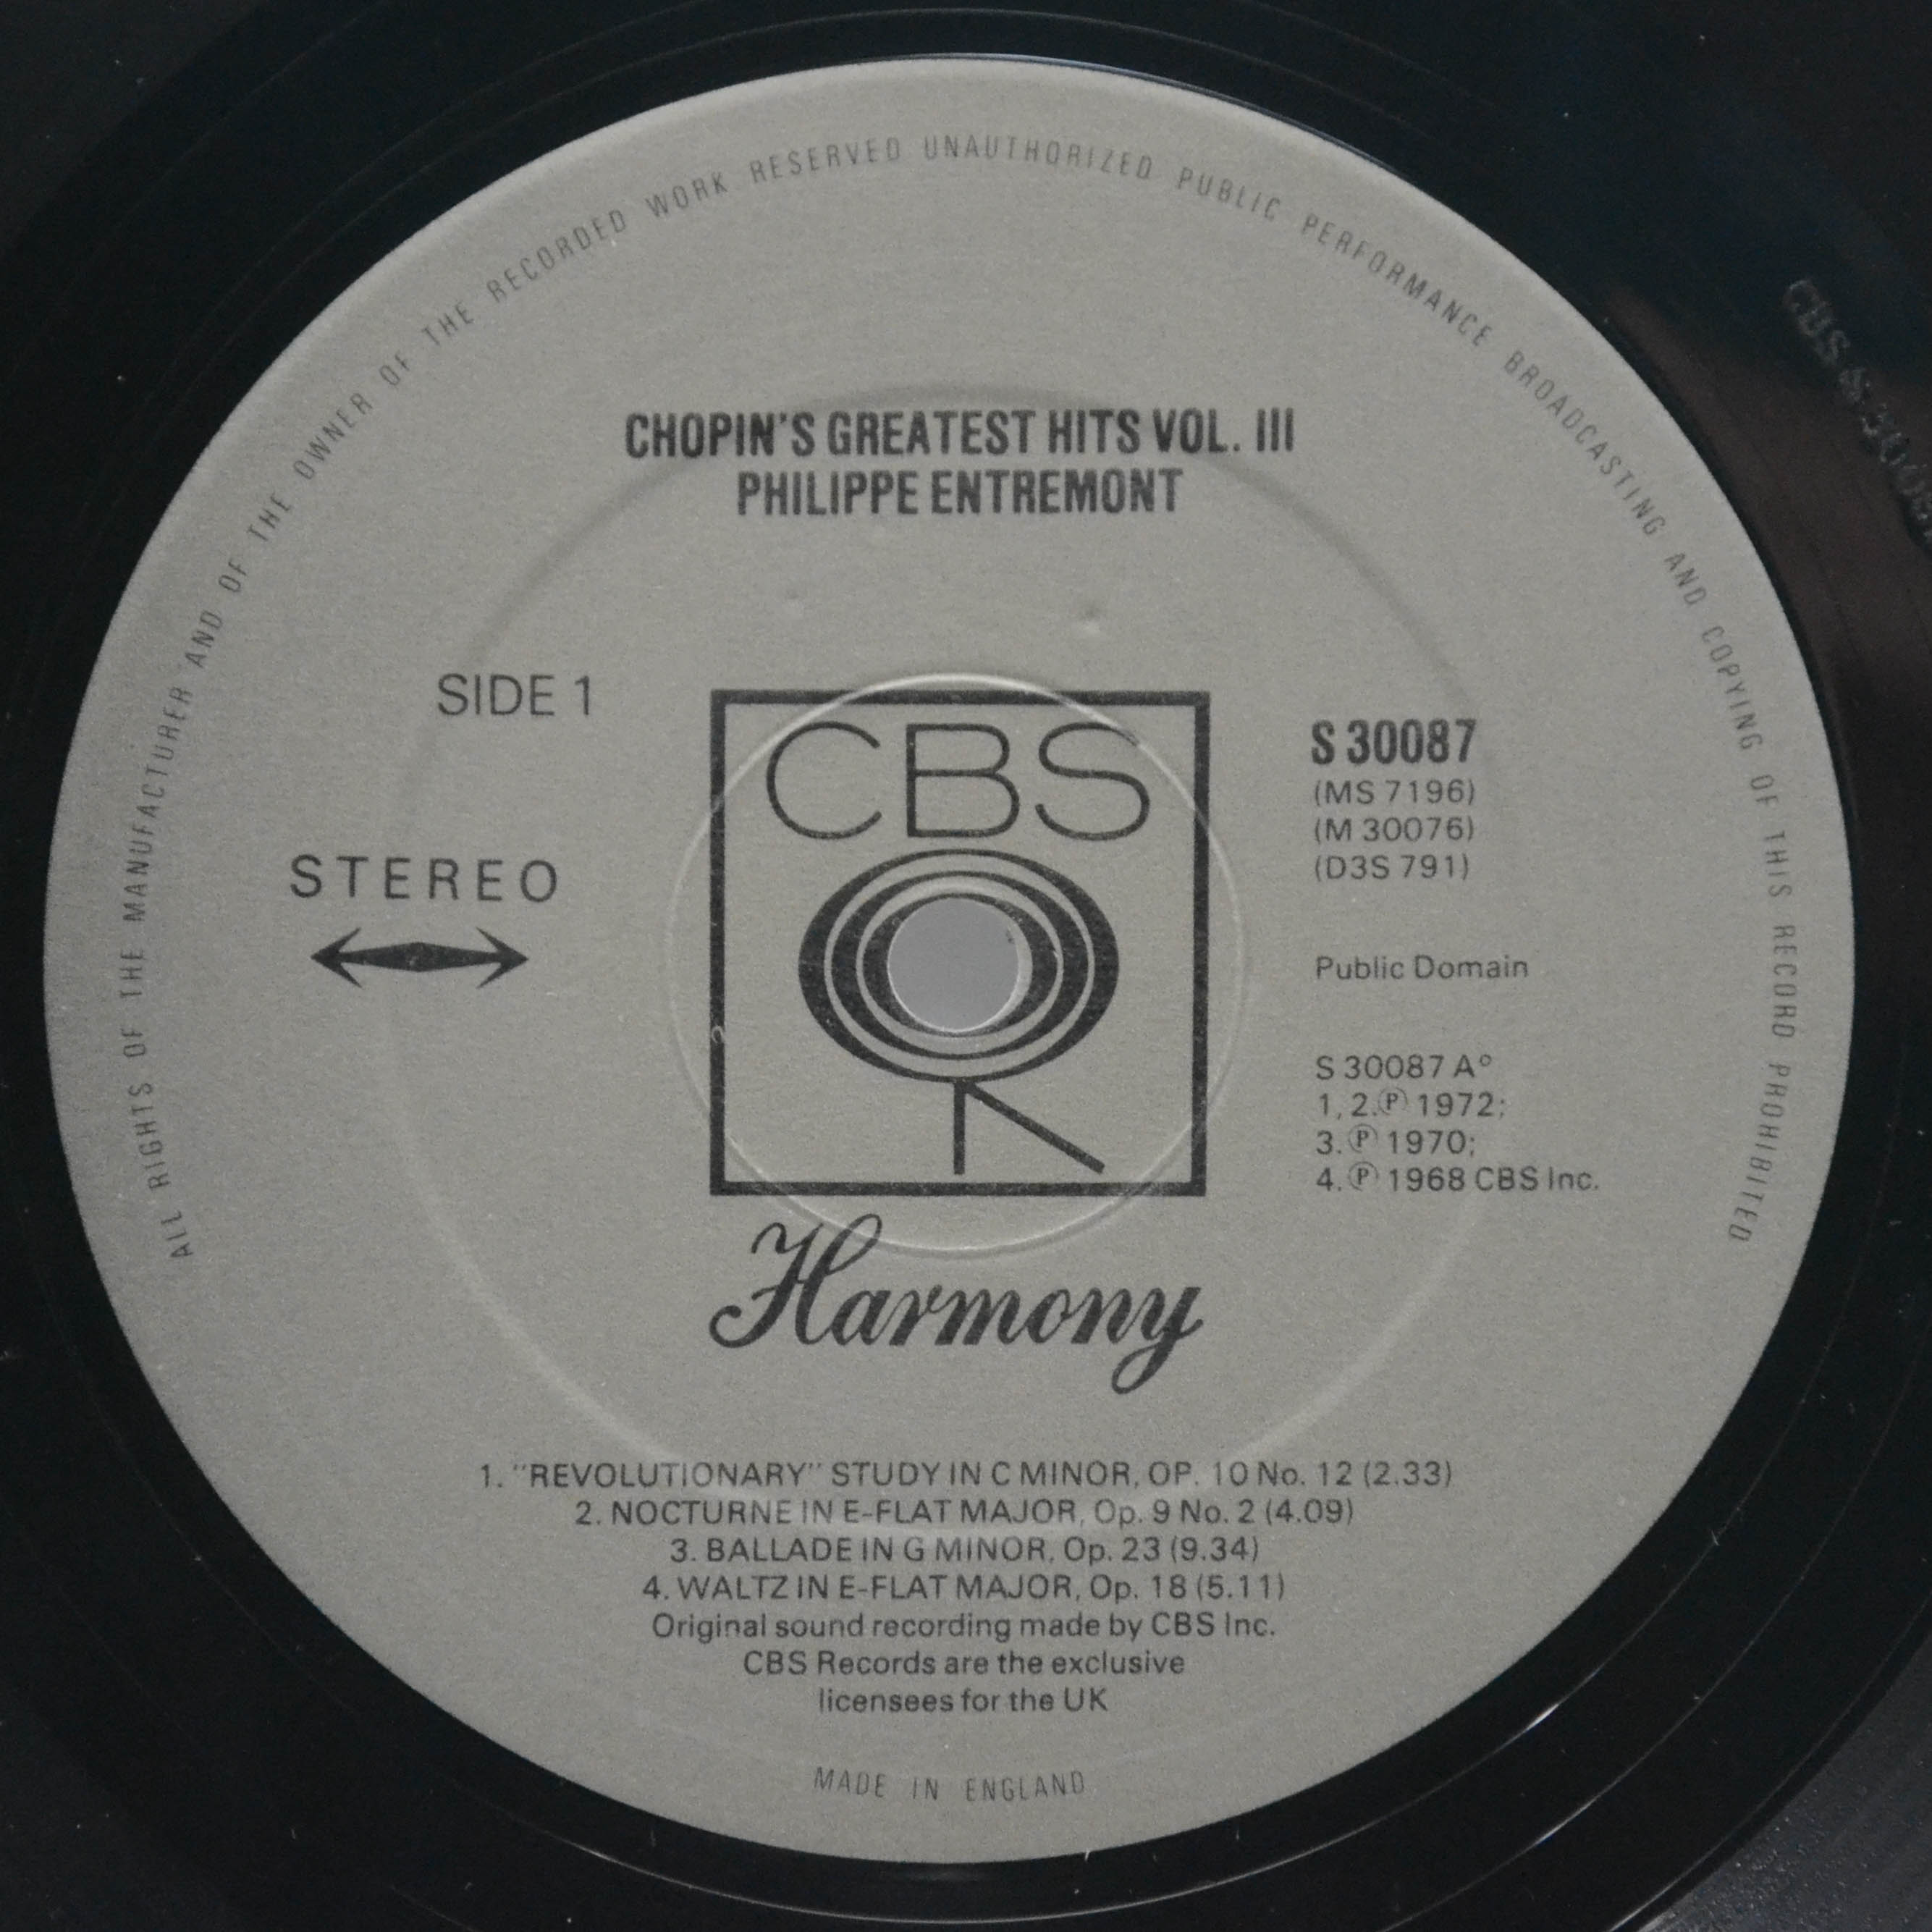 ALL RIGHTS OF THE MANUFACTURER AND OF THE OWNER OF THE RECORDED WORK RESERVED UNAUTHORIZED PUBLIC PERFORMANCE BROADCASTING AND COPYING OF THIS RECORD PROHIBITED
CHOPIN'S GREATEST HITS VOL. III
PHILIPPE ENTREMONT
SIDE 1
STEREO
CBS
Harmony
S 30087
(MS 7196)
(M 30076)
(D3S 791)
Public Domain
S 30087 A°
1, 2.Ⓟ 1972;
3.Ⓟ 1970;
4.Ⓟ 1968 CBS Inc.
1. "REVOLUTIONARY" STUDY IN C MINOR, OP. 10 No. 12 (2.33)
2. NOCTURNE IN E-FLAT MAJOR, Op. 9 No. 2 (4.09)
3. BALLADE IN G MINOR, Op. 23 (9.34)
4. WALTZ IN E-FLAT MAJOR, Op. 18 (5.11)
Original sound recording made by CBS Inc.
CBS Records are the exclusive
licensees for the UK
MADE IN ENGLAND